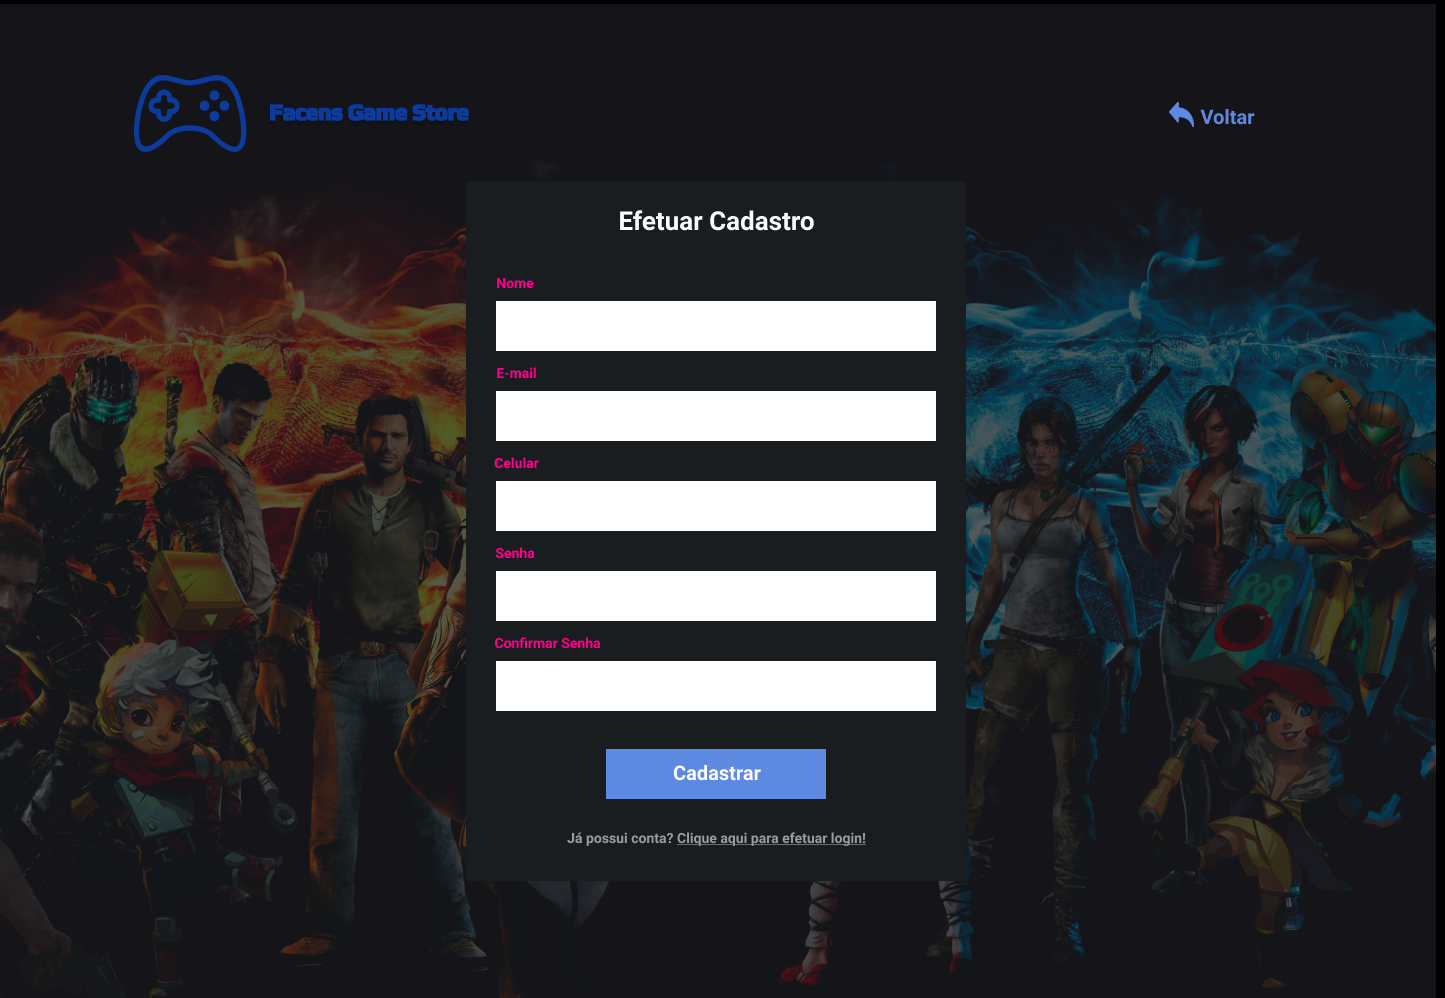 Facens Game Store
Voltar
Efetuar Cadastro
Nome
E-mail
Celular
Senha
Confirmar Senha
Cadastrar
Já possui conta? Clique aqui para efetuar login!